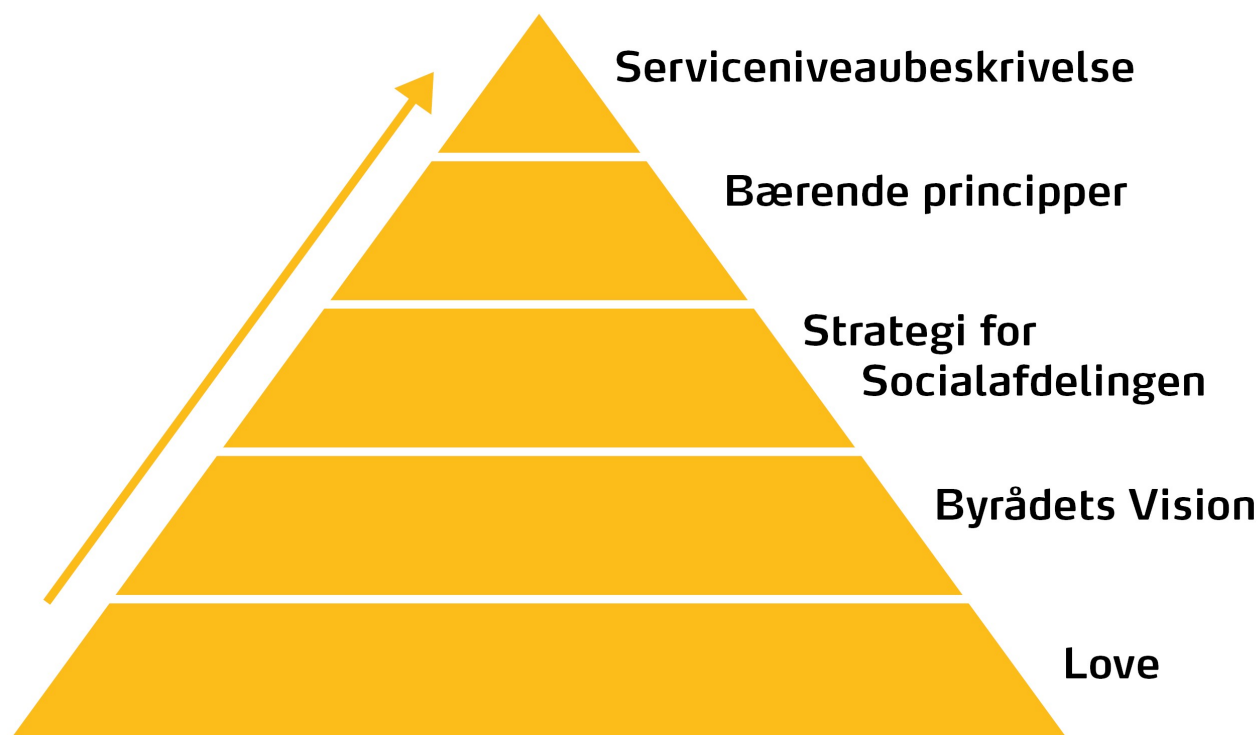 Serviceniveaubeskrivelse
Bærende principper
Strategi for
Socialafdelingen
Byrådets Vision
Love